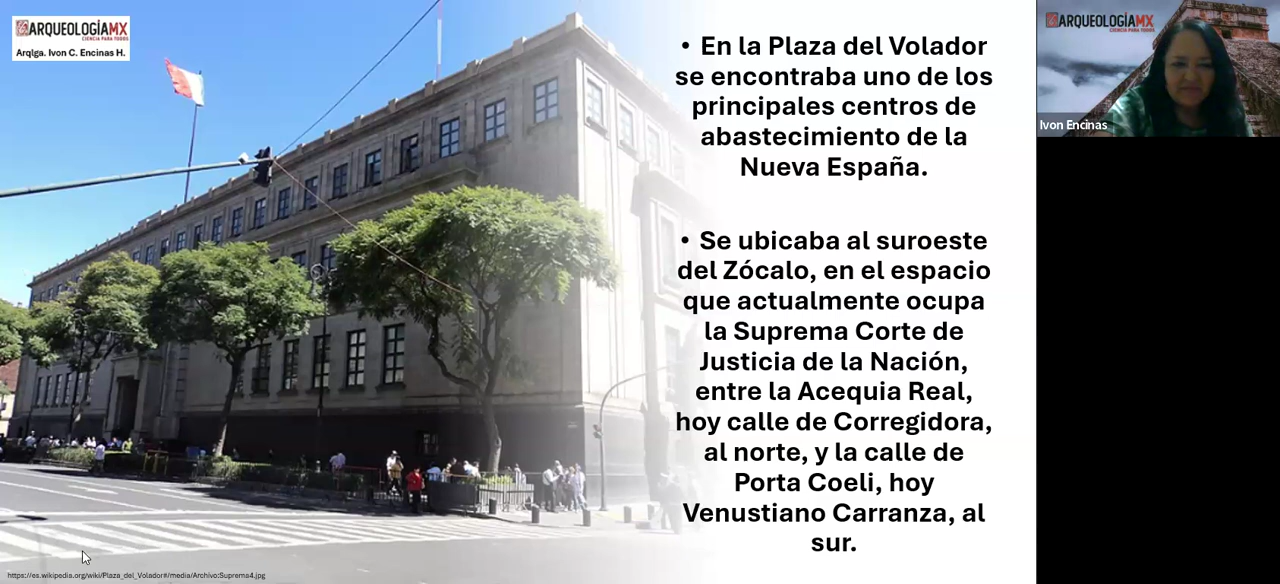 ARQUEOLOGÍAMX
CIENCIA PARA TODOS
Arqlga. Ivon C. Encinas H.
• En la Plaza del Volador
se encontraba uno de los
principales centros de
abastecimiento de la
Nueva España.
• Se ubicaba al suroeste
del Zócalo, en el espacio
que actualmente ocupa
la Suprema Corte de
Justicia de la Nación,
entre la Acequia Real,
hoy calle de Corregidora,
al norte, y la calle de
Porta Coeli, hoy
Venustiano Carranza, al
sur.
https://es.wikipedia.org/wiki/Plaza_del_Volador#/media/Archivo:Suprema4.jpg
ARQUEOLOGÍAMX
CIENCIA PARA TODOS
Ivon Encinas